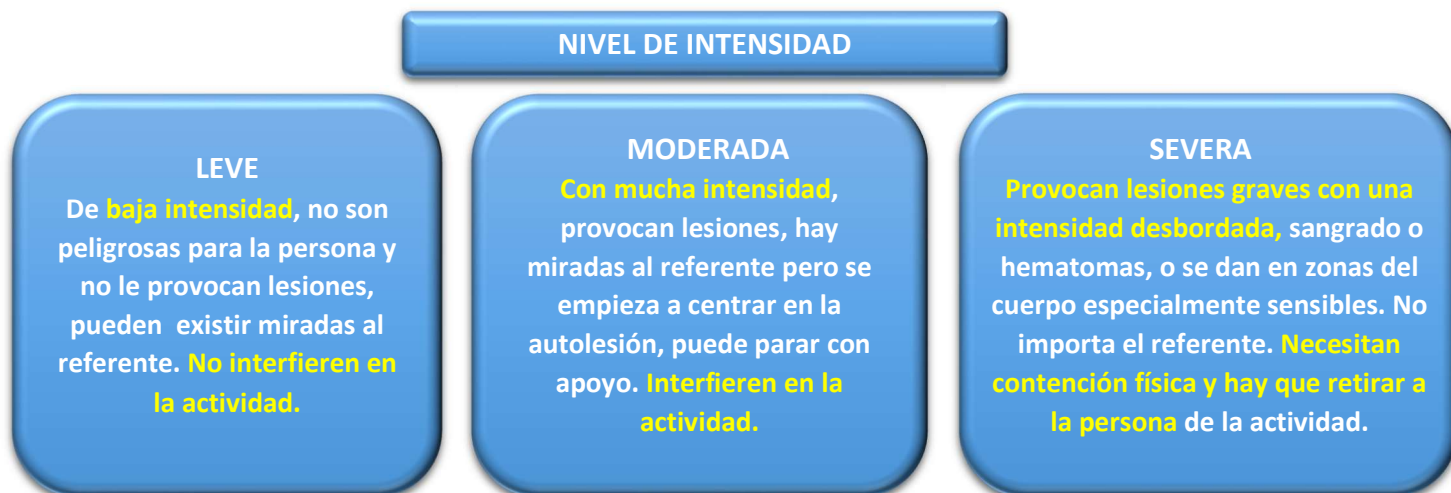 NIVEL DE INTENSIDAD
LEVE
De baja intensidad, no son
peligrosas para la persona y
no le provocan lesiones,
pueden existir miradas al
referente. No interfieren en
la actividad.
MODERADA
Con mucha intensidad,
provocan lesiones, hay
miradas al referente pero se
empieza a centrar en la
autolesión, puede parar con
apoyo. Interfieren en la
actividad.
SEVERA
Provocan lesiones graves con una
intensidad desbordada, sangrado o
hematomas, o se dan en zonas del
cuerpo especialmente sensibles. No
importa el referente. Necesitan
contención física y hay que retirar a
la persona de la actividad.